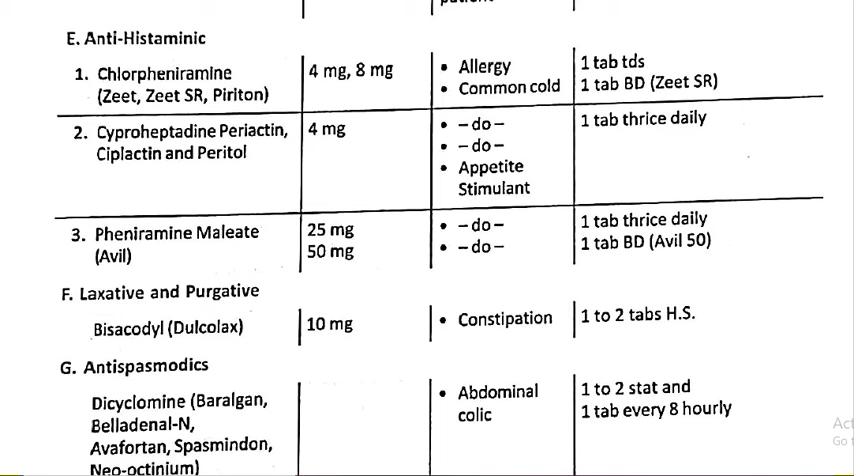 patient
E. Anti-Histaminic
1. Chlorpheniramine
(Zeet, Zeet SR, Piriton)
4 mg, 8 mg
• Allergy
• Common cold
1 tab tds
1 tab BD (Zeet SR)
2. Cyproheptadine Periactin,
Ciplactin and Peritol
4 mg
• – do –
• – do –
• Appetite
Stimulant
1 tab thrice daily
3. Pheniramine Maleate
(Avil)
25 mg
50 mg
• – do –
• – do –
1 tab thrice daily
1 tab BD (Avil 50)
F. Laxative and Purgative
Bisacodyl (Dulcolax)
10 mg
• Constipation
1 to 2 tabs H.S.
G. Antispasmodics
Dicyclomine (Baralgan,
Belladenal-N,
Avafortan, Spasmindon,
Neo-octinium)
• Abdominal
colic
1 to 2 stat and
1 tab every 8 hourly
Act
Go t